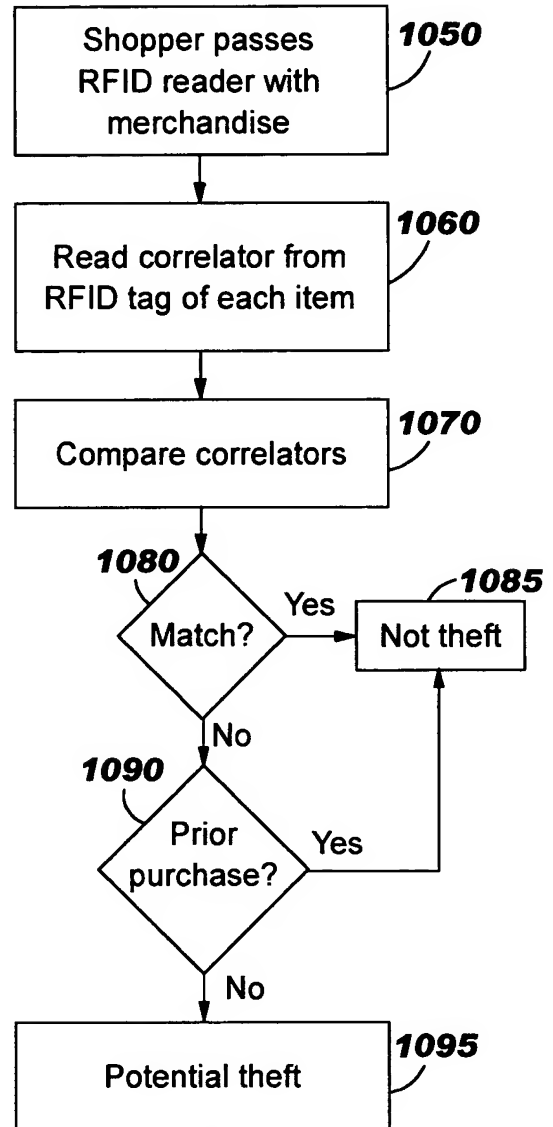 Shopper passes
RFID reader with
merchandise
1050
Read correlator from
RFID tag of each item
1060
Compare correlators
1070
1080
Match?
Yes
Not theft
1085
No
1090
Prior
purchase?
Yes
No
Potential theft
1095